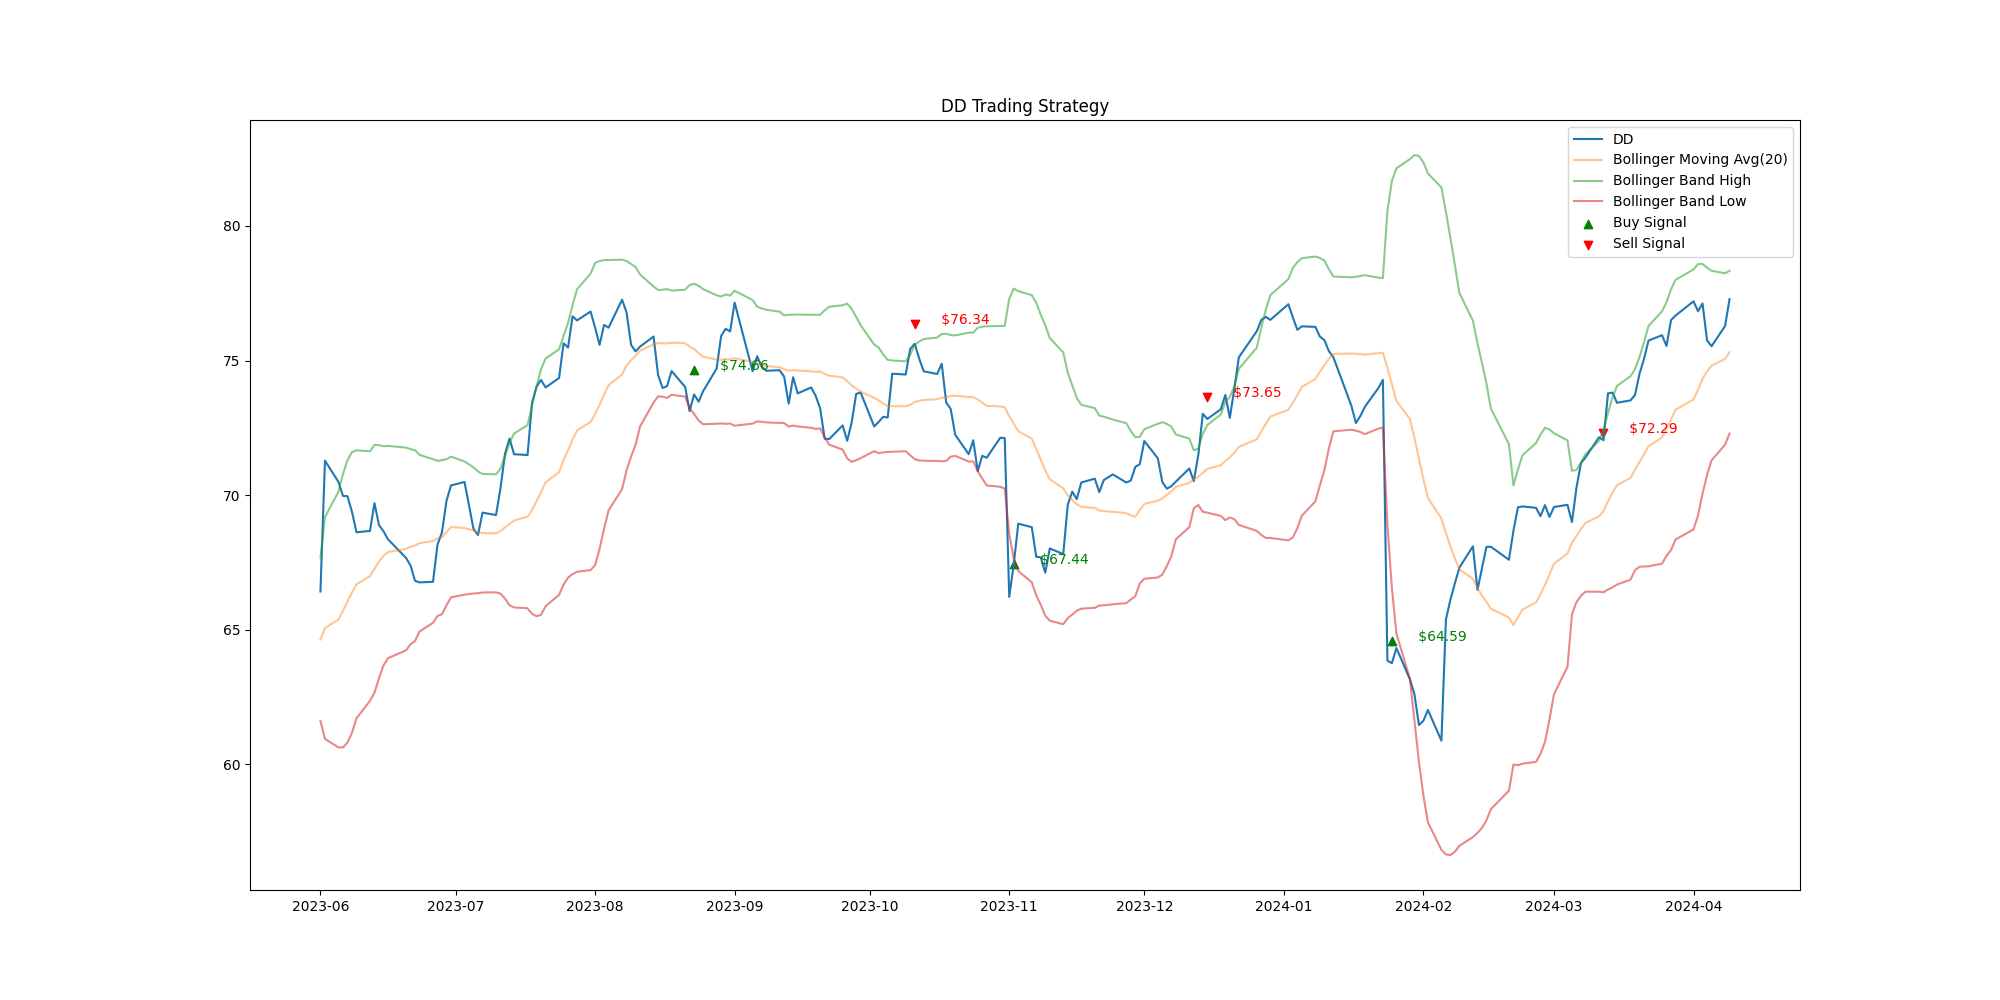 DD Trading Strategy
DD
Bollinger Moving Avg(20)
Bollinger Band High
Bollinger Band Low
Buy Signal
Sell Signal
80
75
70
65
60
$74.66
$76.34
$67.44
$73.65
$64.59
$72.29
2023-06 2023-07 2023-08 2023-09 2023-10 2023-11 2023-12 2024-01 2024-02 2024-03 2024-04